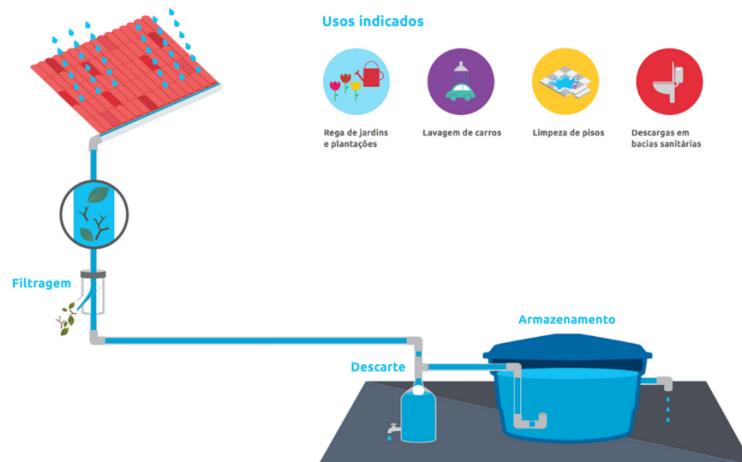 Usos indicados
Rega de jardins
e plantações
Lavagem de carros
Limpeza de pisos
Descargas em
bacias sanitárias
Filtragem
Armazenamento
Descarte